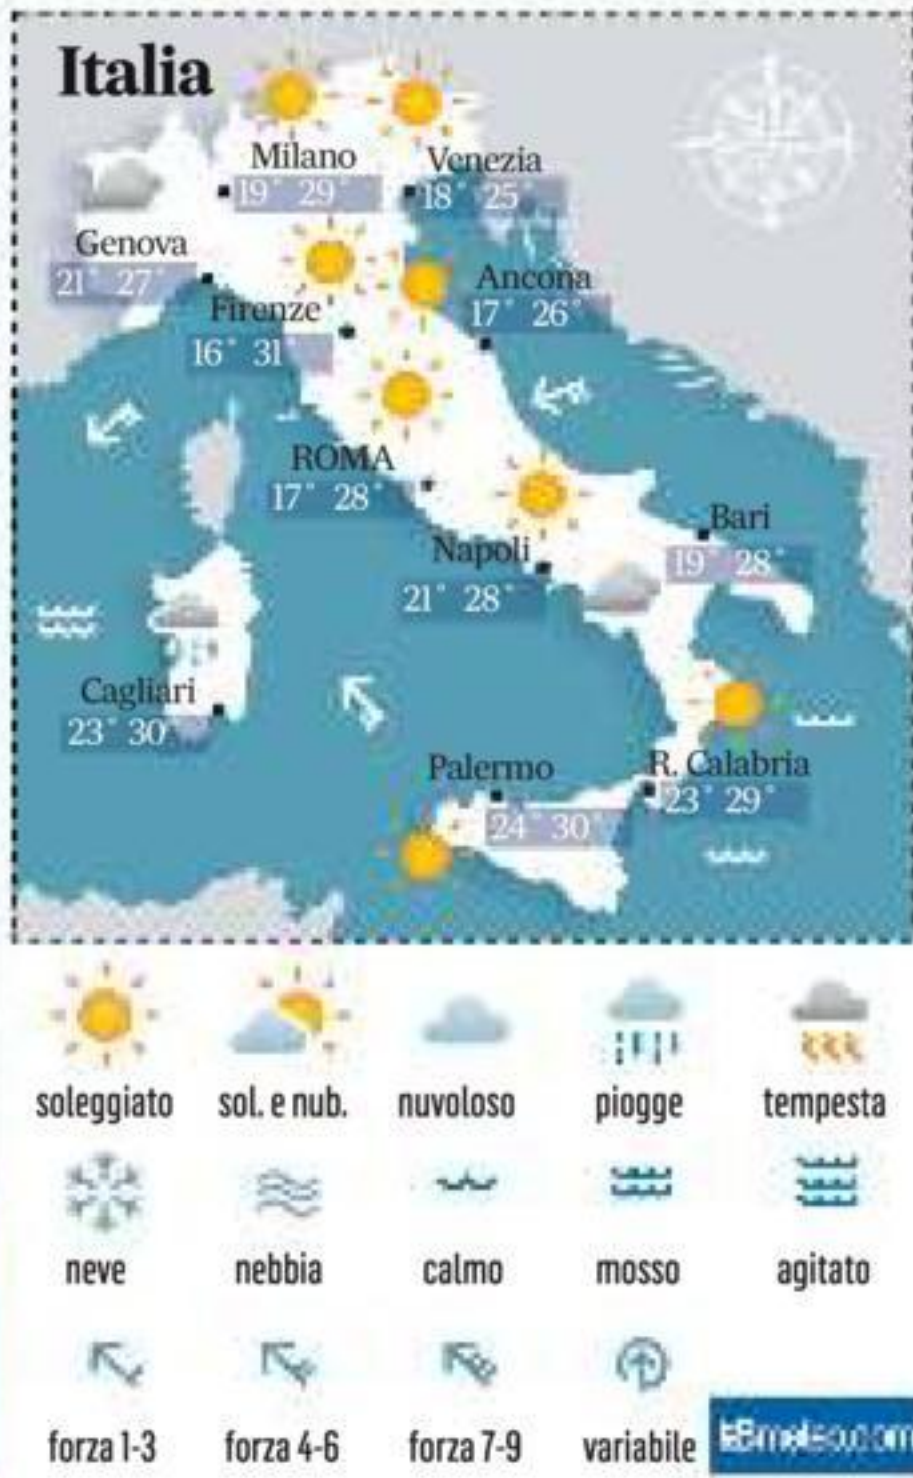 Italia
Milano
19° 29°
Venezia
18° 25°
Genova
21° 27°
Ancona
17° 26°
Firenze
16° 31°
ROMA
17° 28°
Bari
19° 28°
Napoli
21° 28°
Cagliari
23° 30°
Palermo
24° 30°
R. Calabria
23° 29°
soleggiato sol. e nub. nuvoloso piogge tempesta
neve nebbia calmo mosso agitato
forza 1-3 forza 4-6 forza 7-9 variabile